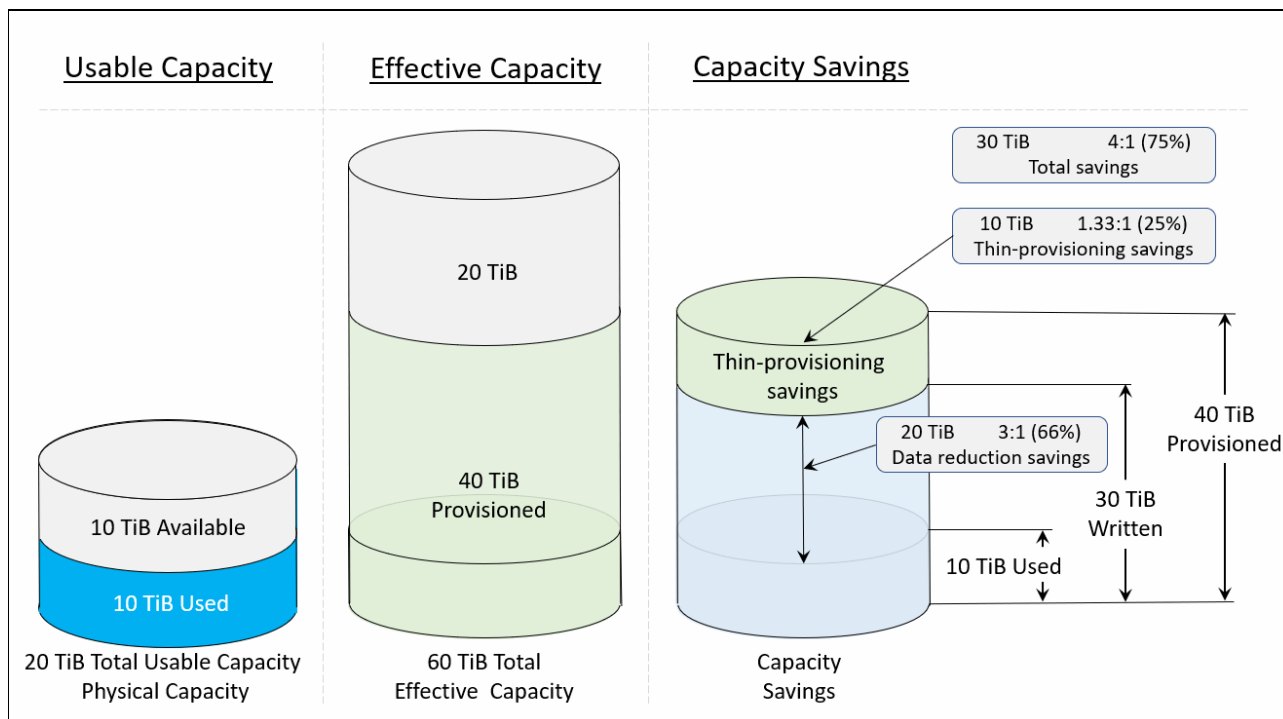 Usable Capacity
Effective Capacity
Capacity Savings
10 TiB Available
10 TiB Used
20 TiB Total Usable Capacity
Physical Capacity
20 TiB
40 TiB
Provisioned
60 TiB Total
Effective Capacity
30 TiB 4:1 (75%)
Total savings
10 TiB 1.33:1 (25%)
Thin-provisioning savings
Thin-provisioning
savings
20 TiB 3:1 (66%)
Data reduction savings
10 TiB Used
30 TiB
Written
40 TiB
Provisioned
Capacity
Savings